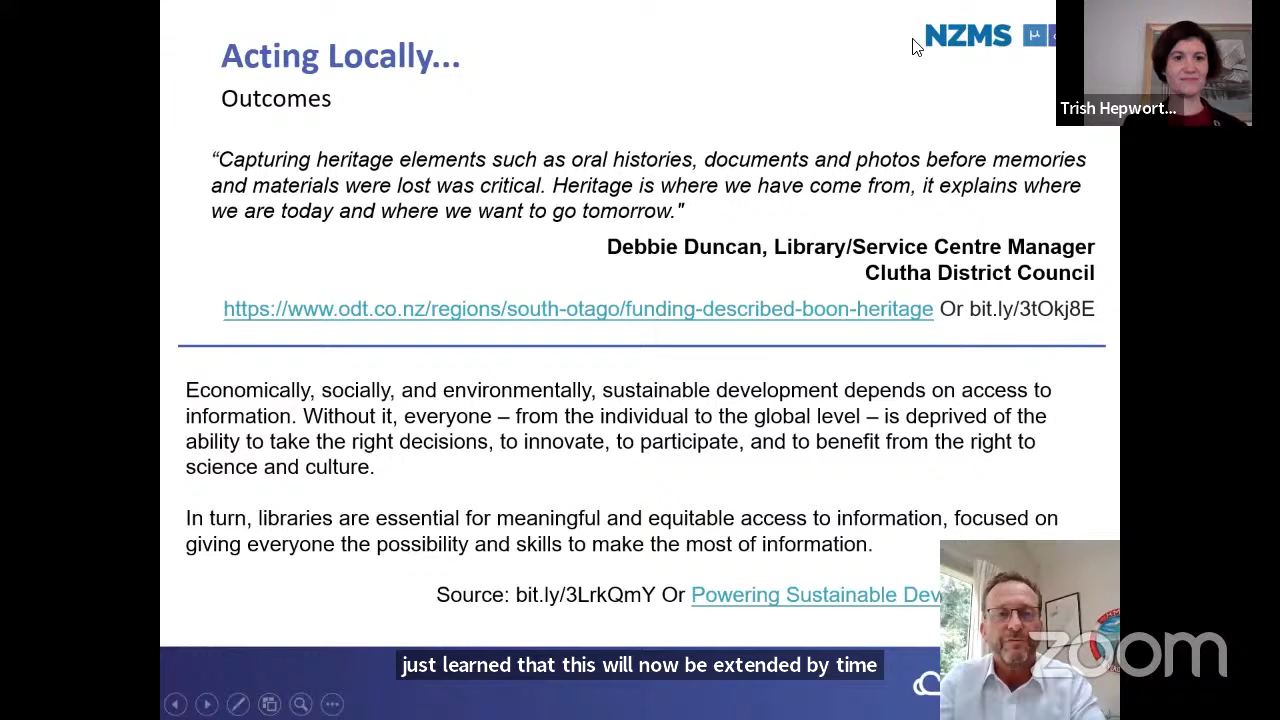 Acting Locally...
NZMS
μ
Outcomes
Trish Hepwort...
“Capturing heritage elements such as oral histories, documents and photos before memories
and materials were lost was critical. Heritage is where we have come from, it explains where
we are today and where we want to go tomorrow."
Debbie Duncan, Library/Service Centre Manager
Clutha District Council
https://www.odt.co.nz/regions/south-otago/funding-described-boon-heritage Or bit.ly/3tOkj8E
Economically, socially, and environmentally, sustainable development depends on access to
information. Without it, everyone – from the individual to the global level – is deprived of the
ability to take the right decisions, to innovate, to participate, and to benefit from the right to
science and culture.
In turn, libraries are essential for meaningful and equitable access to information, focused on
giving everyone the possibility and skills to make the most of information.
Source: bit.ly/3LrkQmY Or Powering Sustainable Dev
just learned that this will now be extended by time
zoom